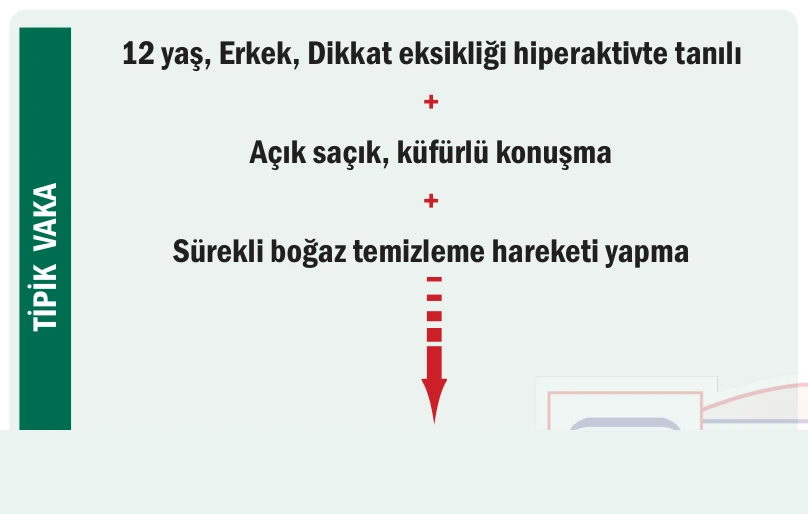 TİPİK VAKA
12 yaş, Erkek, Dikkat eksikliği hiperaktivte tanılı
+
Açık saçık, küfürlü konuşma
+
Sürekli boğaz temizleme hareketi yapma